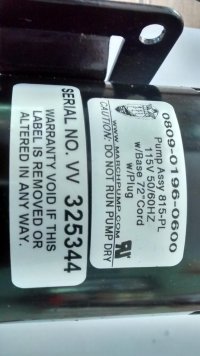 0809-0196-0600
Pump Assy 815-PL
115V 50/60HZ
w/Base 72"Cord
w/Plug
WWW.MARCHPUMP.COM
CAUTION: DO NOT RUN PUMP DRY
SERIAL NO. VV 325344
WARRANTY VOID IF THIS
LABEL IS REMOVED OR
ALTERED IN ANY WAY.